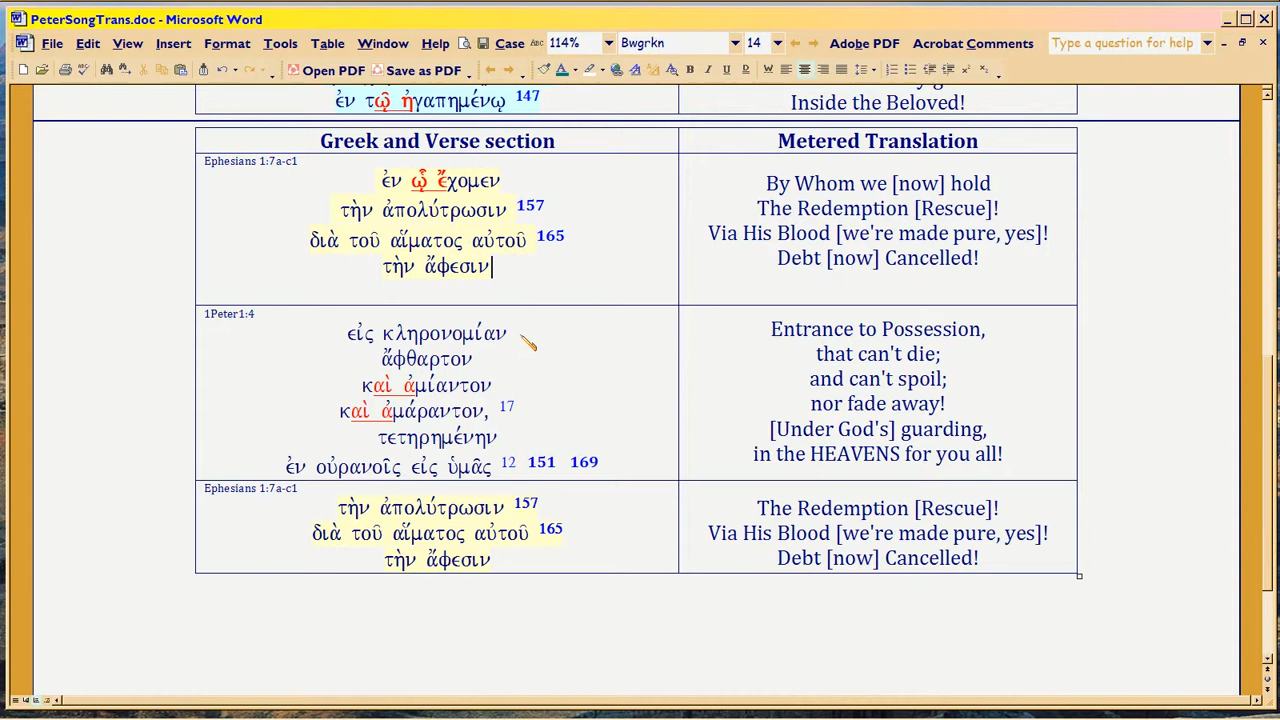 PeterSongTrans.doc - Microsoft Word
File Edit View Insert Format Tools Table Window Help Case 114% Bwgrkn 14 Adobe PDF Acrobat Comments Type a question for help
Open PDF Save as PDF
ἐν τῷ ἠγαπημένῳ 147
Inside the Beloved!
Greek and Verse section
Metered Translation
Ephesians 1:7a-c1
ἐν ᾧ ἔχομεν
τὴν ἀπολύτρωσιν 157
διὰ τοῦ αἵματος αὐτοῦ 165
τὴν ἄφεσιν
By Whom we [now] hold
The Redemption [Rescue]!
Via His Blood [we're made pure, yes]!
Debt [now] Cancelled!
1Peter1:4
εἰς κληρονομίαν
ἄφθαρτον
καὶ ἀμίαντον
καὶ ἀμάραντον, 17
τετηρημένην
ἐν οὐρανοῖς εἰς ὑμᾶς 12 151 169
Entrance to Possession,
that can't die;
and can't spoil;
nor fade away!
[Under God's] guarding,
in the HEAVENS for you all!
Ephesians 1:7a-c1
τὴν ἀπολύτρωσιν 157
διὰ τοῦ αἵματος αὐτοῦ 165
τὴν ἄφεσιν
The Redemption [Rescue]!
Via His Blood [we're made pure, yes]!
Debt [now] Cancelled!